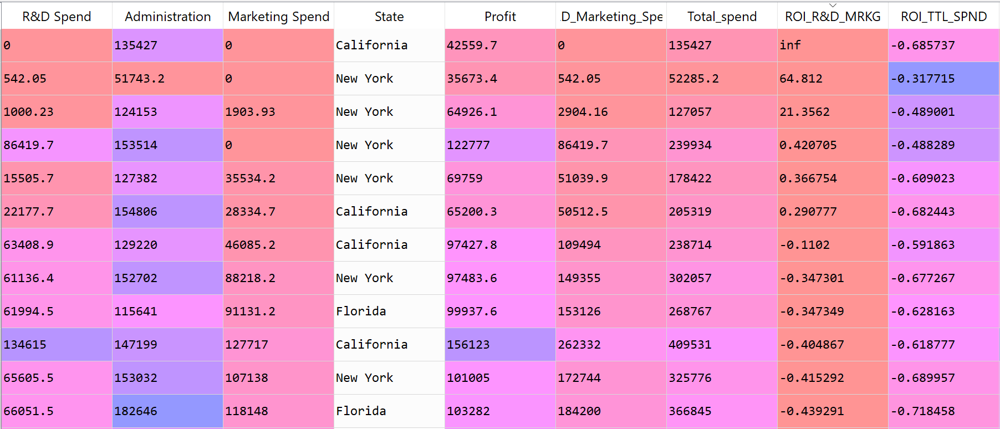 R&D Spend Administration Marketing Spend State Profit .D_Marketing_Spe Total_spend ROI_R&D_MRKG ROI_TTL_SPND
0 135427 0 California 42559.7 0 135427 inf -0.685737
542.05 51743.2 0 New York 35673.4 542.05 52285.2 64.812 -0.317715
1000.23 124153 1903.93 New York 64926.1 2904.16 127057 21.3562 -0.489001
86419.7 153514 0 New York 122777 86419.7 239934 0.420705 -0.488289
15505.7 127382 35534.2 New York 69759 51039.9 178422 0.366754 -0.609023
22177.7 154806 28334.7 California 65200.3 50512.5 205319 0.290777 -0.682443
63408.9 129220 46085.2 California 97427.8 109494 238714 -0.1102 -0.591863
61136.4 152702 88218.2 New York 97483.6 149355 302057 -0.347301 -0.677267
61994.5 115641 91131.2 Florida 99937.6 153126 268767 -0.347349 -0.628163
134615 147199 127717 California 156123 262332 409531 -0.404867 -0.618777
65605.5 153032 107138 New York 101005 172744 325776 -0.415292 -0.689957
66051.5 182646 118148 Florida 103282 184200 366845 -0.439291 -0.718458